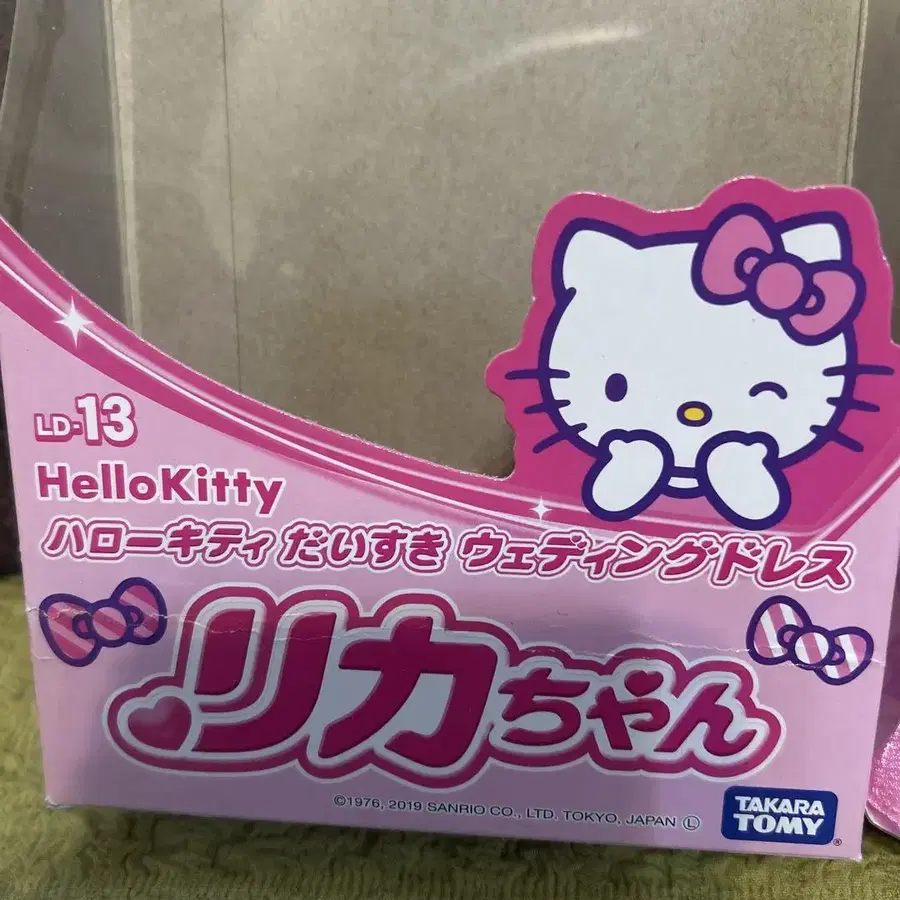 LD-13
HelloKitty
ハローキティ だいすき ウェディングドレス
リカちゃん
©1976, 2019 SANRIO CO., LTD. TOKYO, JAPAN Ⓛ
TAKARA
TOMY®